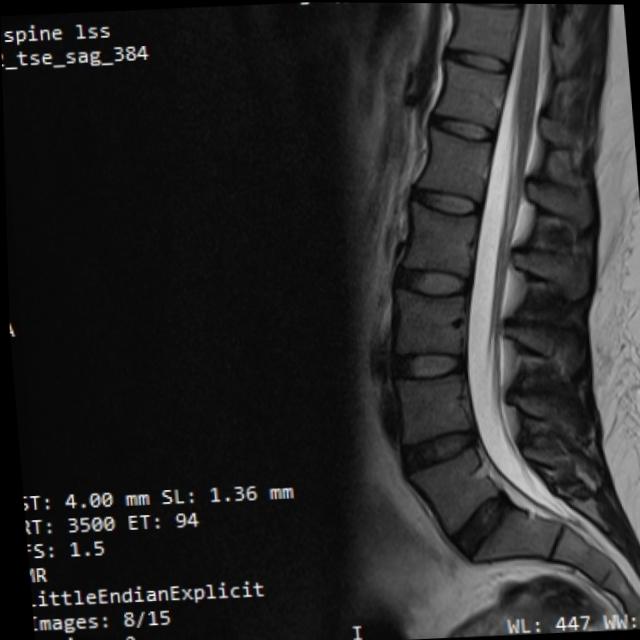 spine lss
_tse_sag_384
A
ST: 4.00 mm SL: 1.36 mm
RT: 3500 ET: 94
FS: 1.5
MR
LittleEndianExplicit
Images: 8/15
I
WL: 447 WW: